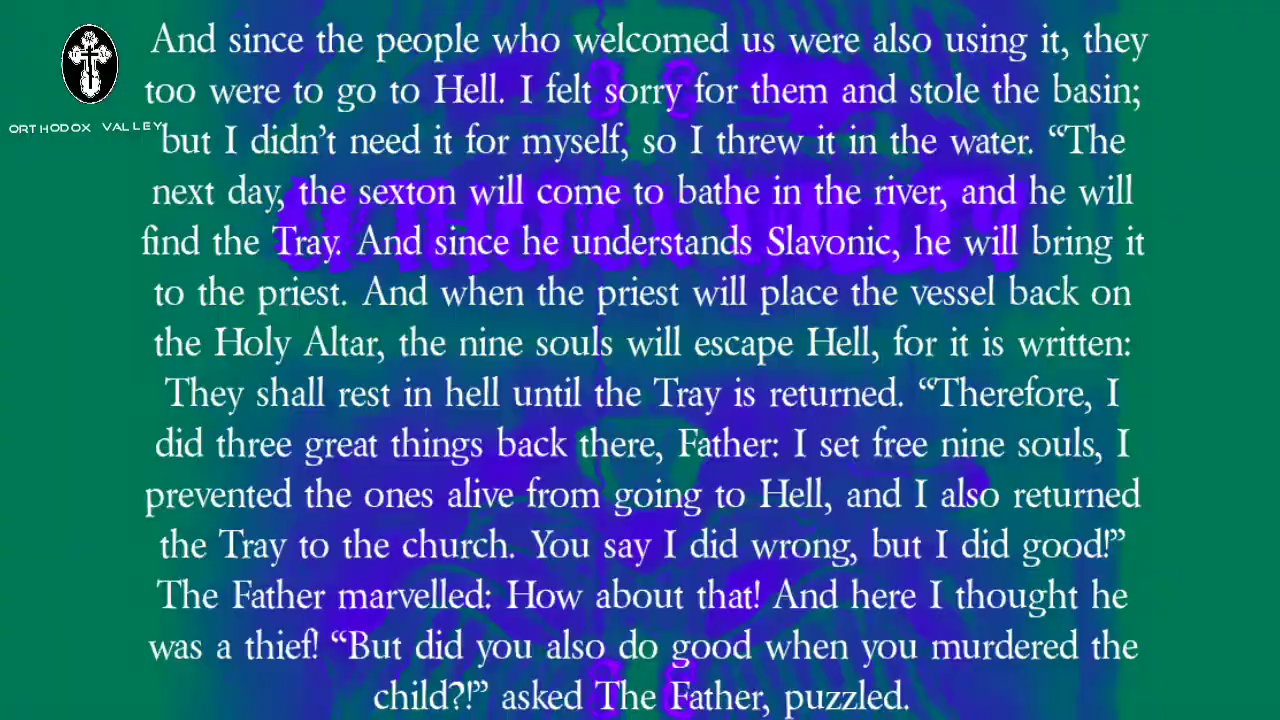 And since the people who welcomed us were also using it, they
too were to go to Hell. I felt sorry for them and stole the basin;
ORTHODOX VALLEY
but I didn’t need it for myself, so I threw it in the water. “The
next day, the sexton will come to bathe in the river, and he will
find the Tray. And since he understands Slavonic, he will bring it
to the priest. And when the priest will place the vessel back on
the Holy Altar, the nine souls will escape Hell, for it is written:
They shall rest in hell until the Tray is returned. “Therefore, I
did three great things back there, Father: I set free nine souls, I
prevented the ones alive from going to Hell, and I also returned
the Tray to the church. You say I did wrong, but I did good!”
The Father marvelled: How about that! And here I thought he
was a thief! “But did you also do good when you murdered the
child?!” asked The Father, puzzled.